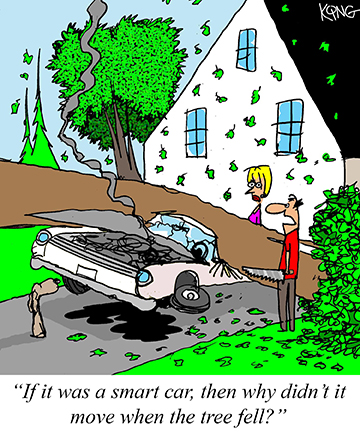 KONG
“If it was a smart car, then why didn’t it
move when the tree fell?”